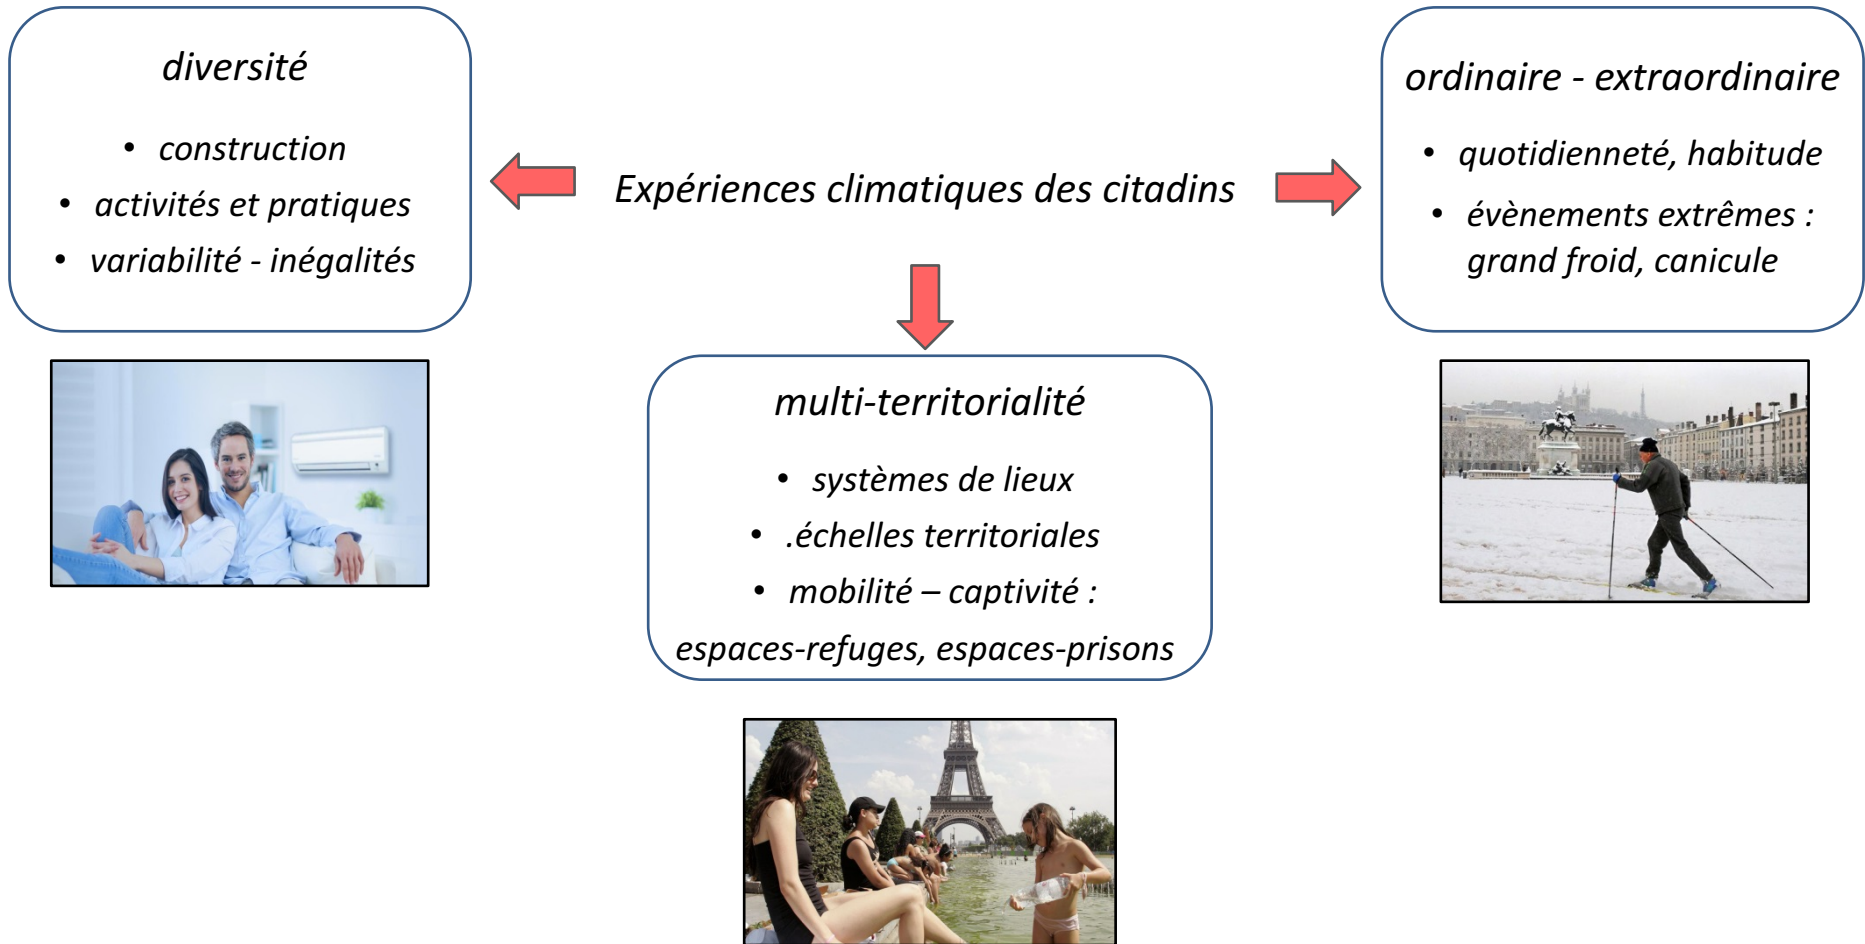 diversité
• construction
• activités et pratiques
• variabilité - inégalités
Expériences climatiques des citadins
ordinaire - extraordinaire
• quotidienneté, habitude
• évènements extrêmes :
grand froid, canicule
multi-territorialité
• systèmes de lieux
• .échelles territoriales
• mobilité – captivité :
espaces-refuges, espaces-prisons